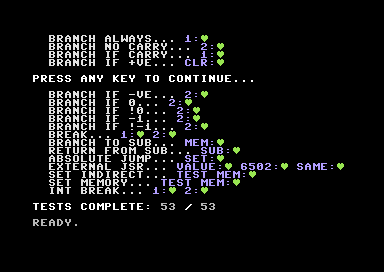 BRANCH ALWAYS... 1:♥
BRANCH NO CARRY... 2:♥
BRANCH IF CARRY... 1:♥
BRANCH IF +VE... CLR:♥
PRESS ANY KEY TO CONTINUE...
BRANCH IF -VE... 2:♥
BRANCH IF 0... 2:♥
BRANCH IF !0... 2:♥
BRANCH IF -1... 2:♥
BRANCH IF !-1... 2:♥
BREAK... 1:♥ 2:♥
BRANCH TO SUB... MEM:♥
RETURN FROM SUB... SUB:♥
ABSOLUTE JUMP... SET:♥
EXTERNAL JSR... VALUE:♥ 6502:♥ SAME:♥
SET INDIRECT... TEST MEM:♥
SET MEMORY... TEST MEM:♥
INT BREAK... 1:♥ 2:♥
TESTS COMPLETE: 53 / 53
READY.